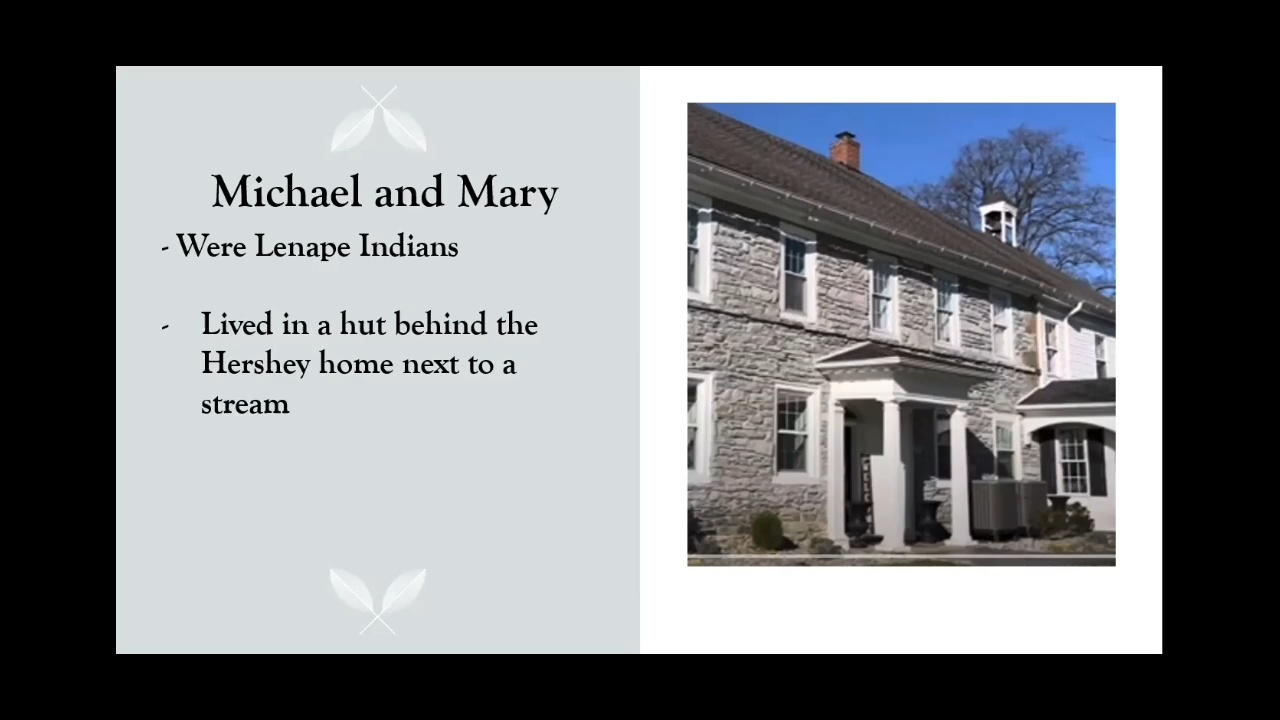 Michael and Mary
- Were Lenape Indians
- Lived in a hut behind the
Hershey home next to a
stream